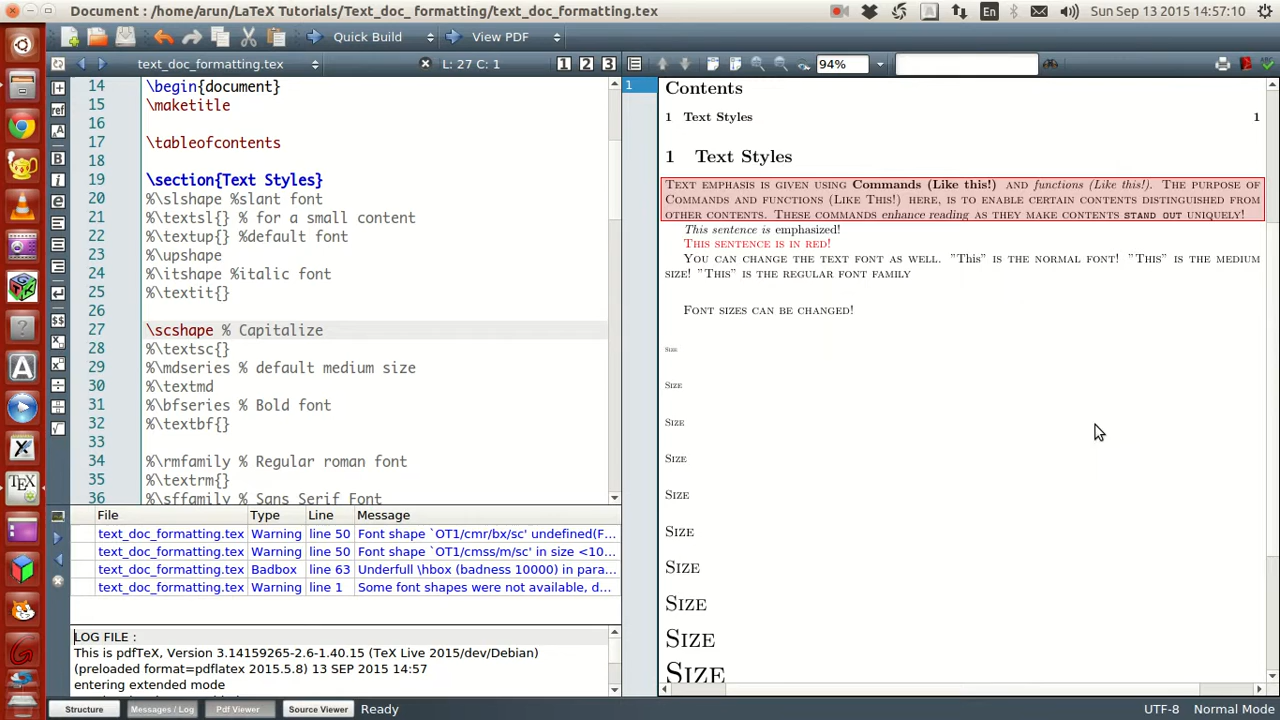 Document : /home/arun/LaTeX Tutorials/Text_doc_ formatting/text_doc_formatting.tex
En
Sun Sep 13 2015 14:57:10
Quick Build
View PDF
text_doc_formatting.tex
L: 27 C: 1
1 2 3
94%
14 \begin{document}
15 \maketitle
16
17 \tableofcontents
18
19 \section{Text Styles}
20 %\slshape %slant font
21 %\textsl{} % for a small content
22 %\textup{} %default font
23 %\upshape
24 %\itshape %italic font
25 %\textit{}
26
27 \scshape % Capitalize
28 %\textsc{}
29 %\mdseries % default medium size
30 %\textmd
31 %\bfseries % Bold font
32 %\textbf{}
33
34 %\rmfamily % Regular roman font
35 %\textrm{}
36 %\sffamily % Sans Serif Font
ref
File Type Line Message
text_doc_formatting.tex Warning line 50 Font shape `OT1/cmr/bx/sc' undefined(F...
text_doc_formatting.tex Warning line 50 Font shape `OT1/cmss/m/sc' in size <10...
text_doc_formatting.tex Badbox line 63 Underfull \hbox (badness 10000) in para...
text_doc_formatting.tex Warning line 1 Some font shapes were not available, d...
LOG FILE :
This is pdfTeX, Version 3.14159265-2.6-1.40.15 (TeX Live 2015/dev/Debian)
(preloaded format=pdflatex 2015.5.8) 13 SEP 2015 14:57
entering extended mode
1
Contents
1 Text Styles 1
1 Text Styles
Text emphasis is given using Commands (Like this!) and functions (Like this!). The purpose of
Commands and functions (Like This!) here, is to enable certain contents distinguished from
other contents. These commands enhance reading as they make contents stand out uniquely!
This sentence is emphasized!
This sentence is in red!
You can change the text font as well. "This" is the normal font! "This" is the medium
size! "This" is the regular font family
Font sizes can be changed!
Size
Size
Size
Size
Size
Size
Size
Size
Size
Size
Structure Messages / Log Pdf Viewer Source Viewer Ready
UTF-8 Normal Mode